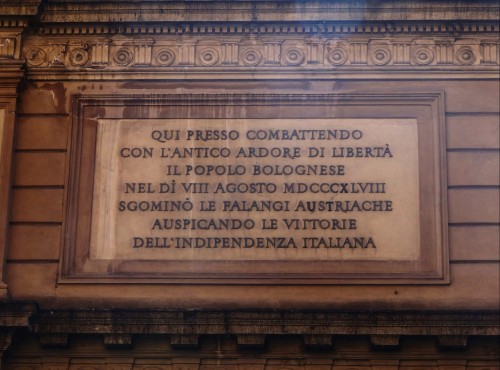 QUI PRESSO COMBATTENDO
CON L'ANTICO ARDORE DI LIBERTÀ
IL POPOLO BOLOGNESE
NEL DÌ VIII AGOSTO MDCCCXLVIII
SGOMINÒ LE FALANGI AUSTRIACHE
AUSPICANDO LE VITTORIE
DELL'INDIPENDENZA ITALIANA